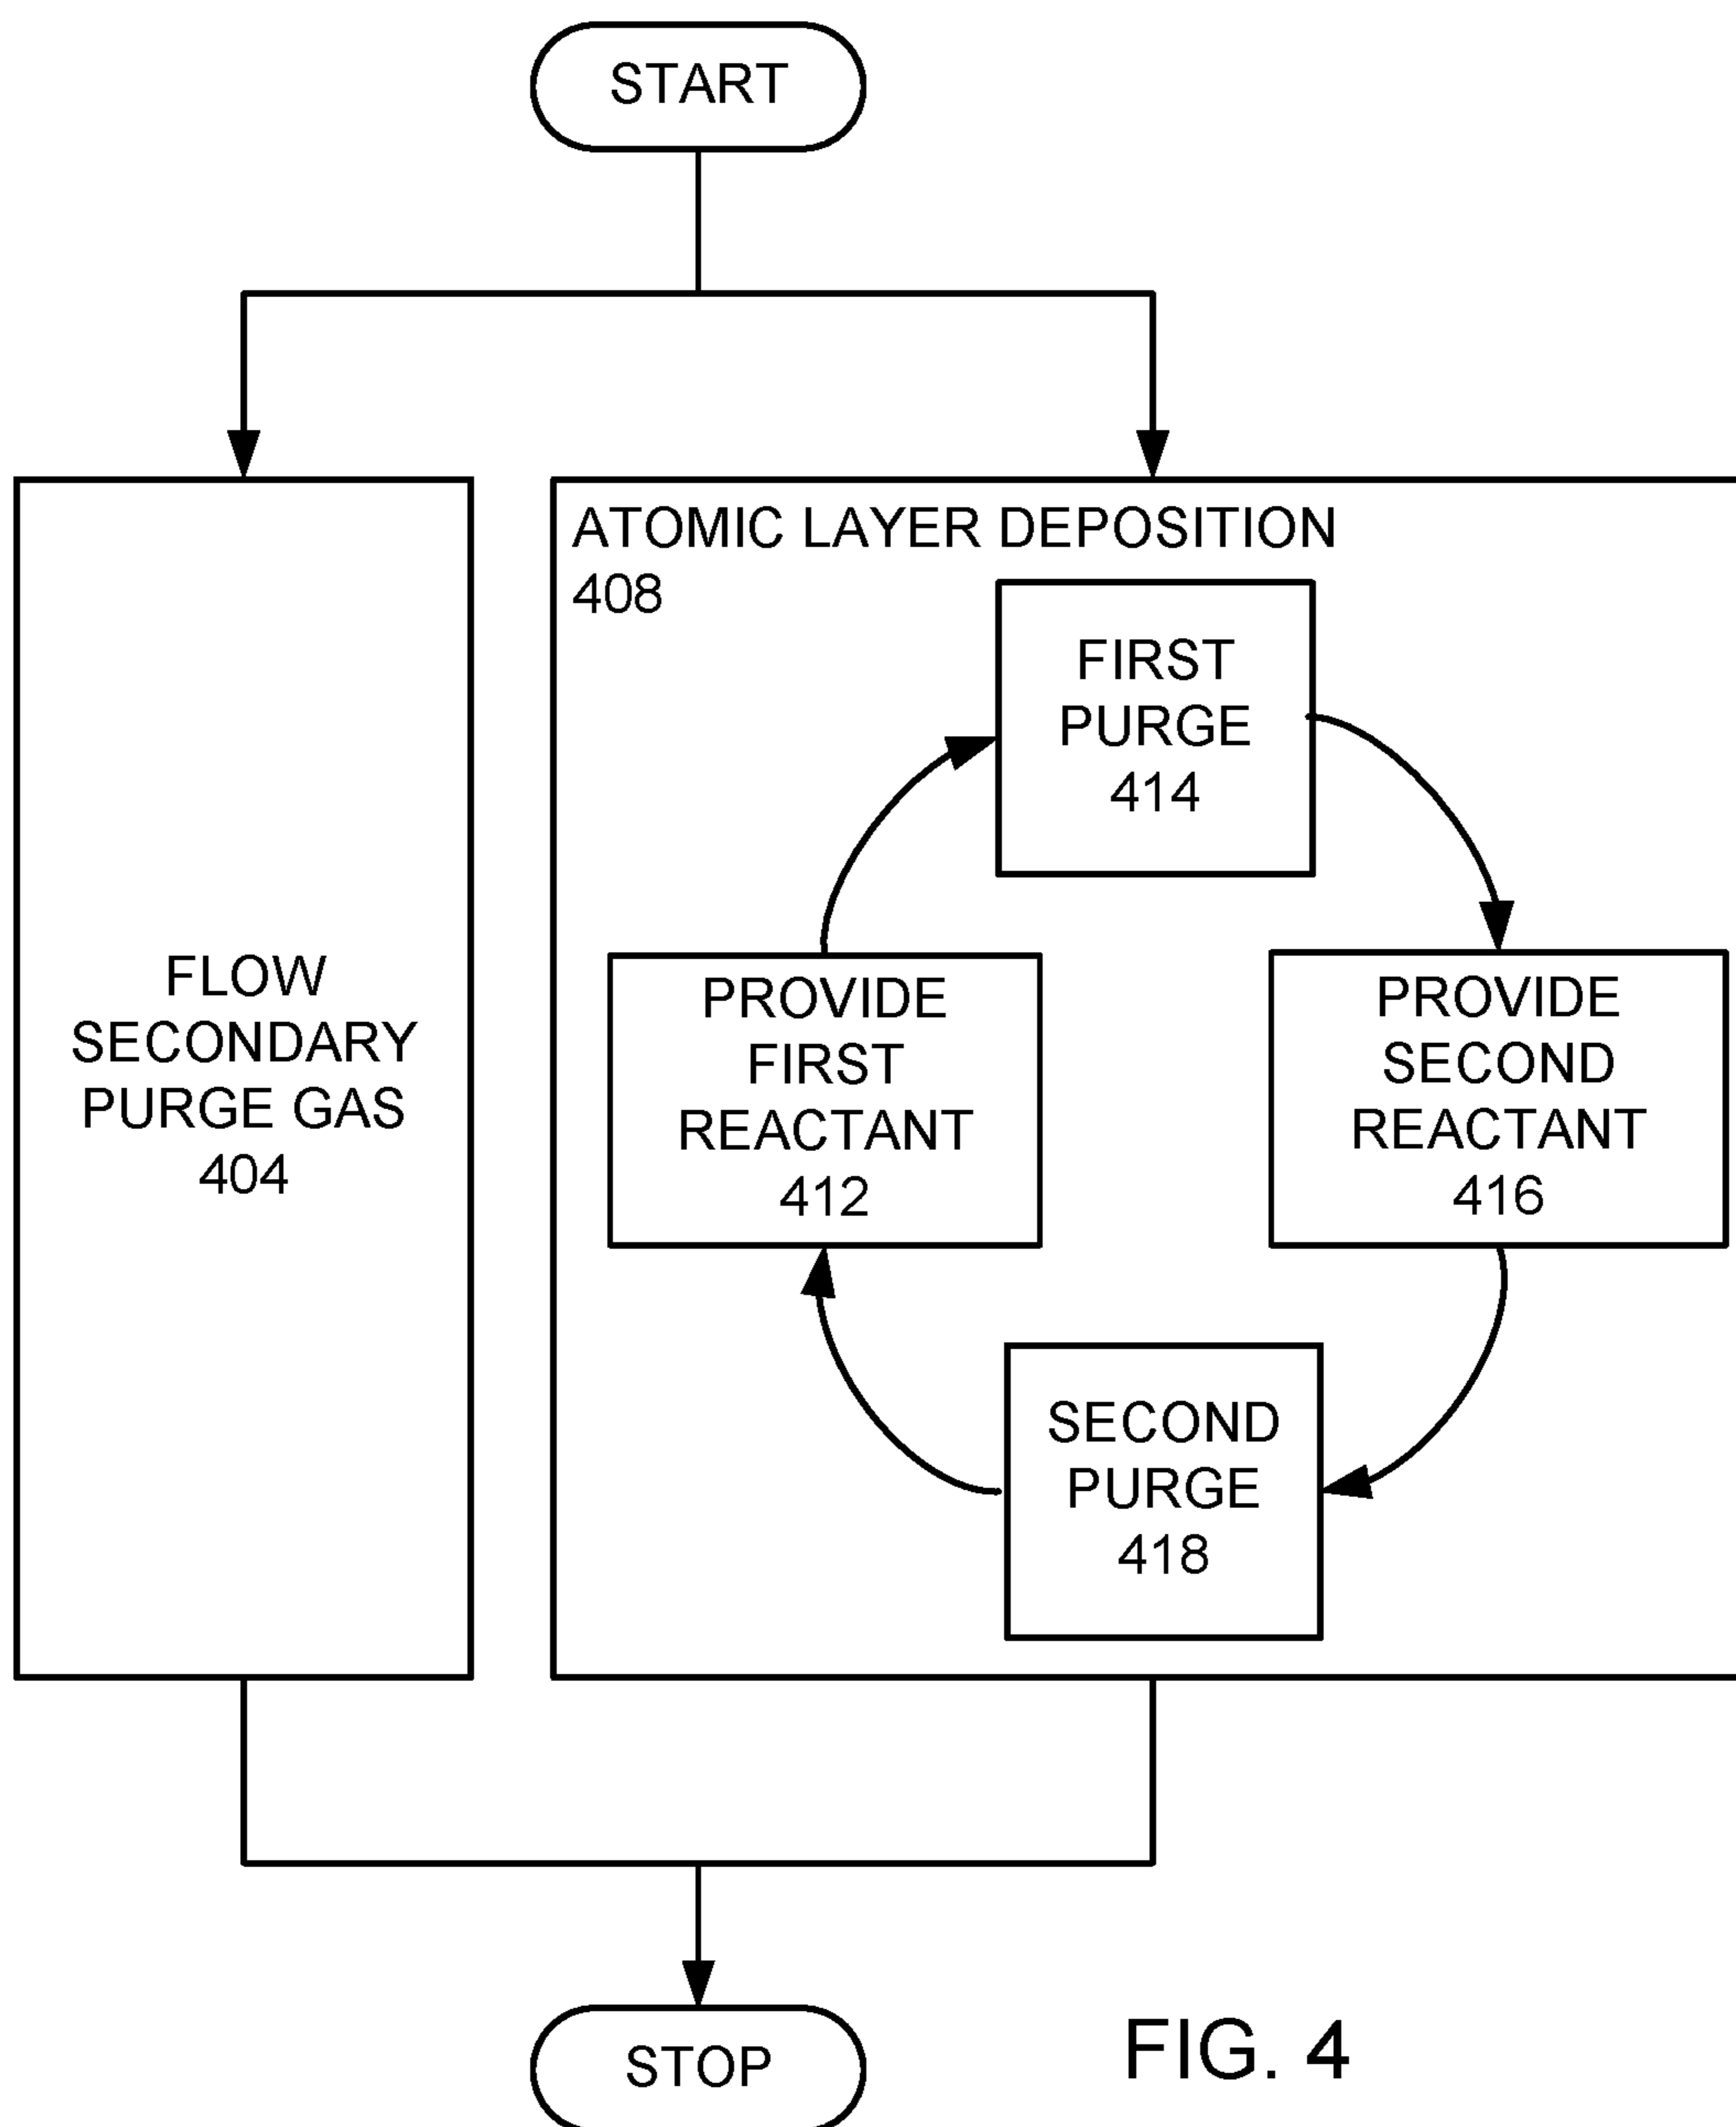 START
ATOMIC LAYER DEPOSITION
408
FIRST
PURGE
414
FLOW
SECONDARY
PURGE GAS
404
PROVIDE
FIRST
REACTANT
412
PROVIDE
SECOND
REACTANT
416
SECOND
PURGE
418
STOP
FIG. 4